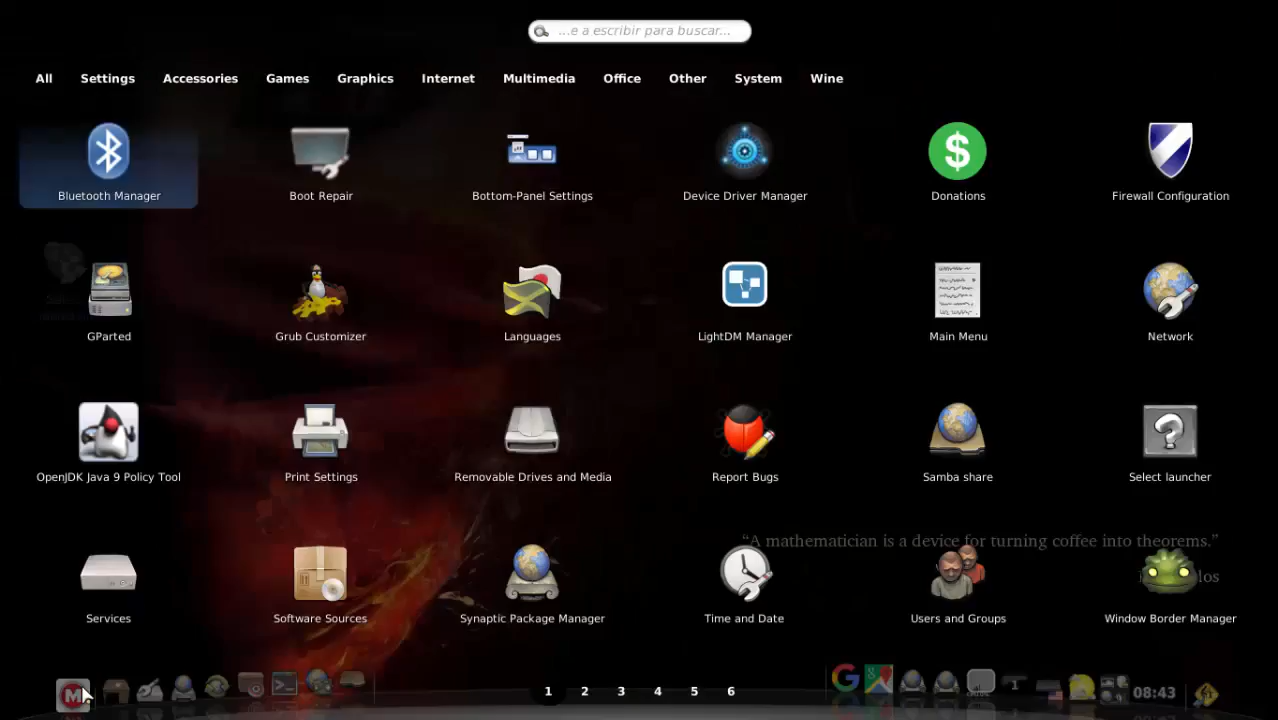 ...e a escribir para buscar...
All Settings Accessories Games Graphics Internet Multimedia Office Other System Wine
Bluetooth Manager Boot Repair Bottom-Panel Settings Device Driver Manager Donations Firewall Configuration
GParted Grub Customizer Languages LightDM Manager Main Menu Network
OpenJDK Java 9 Policy Tool Print Settings Removable Drives and Media Report Bugs Samba share Select launcher
“A mathematician is a device for turning coffee into theorems.”
Services Software Sources Synaptic Package Manager Time and Date Users and Groups Window Border Manager
1 2 3 4 5 6
08:43